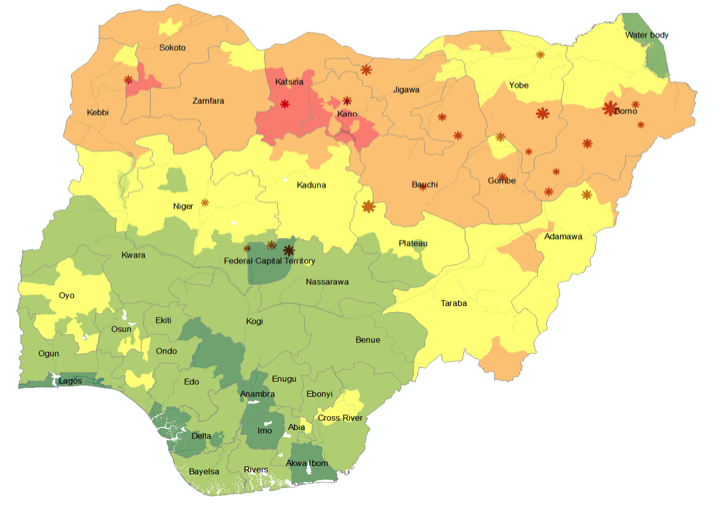 Water body
Sokoto
Katsina
Yobe
Jigawa
Zamfara
Kebbi
Kano
Borno
Bauchi
Gombe
Kaduna
Niger
Adamawa
Plateau
Kwara
Federal Capital Territory
Nassarawa
Oyo
Taraba
Osun
Ekiti
Kogi
Benue
Ogun
Ondo
Lagos
Edo
Enugu
Anambra
Ebonyi
Cross River
Imo
Abia
Delta
Bayelsa
Rivers
Akwa Ibom